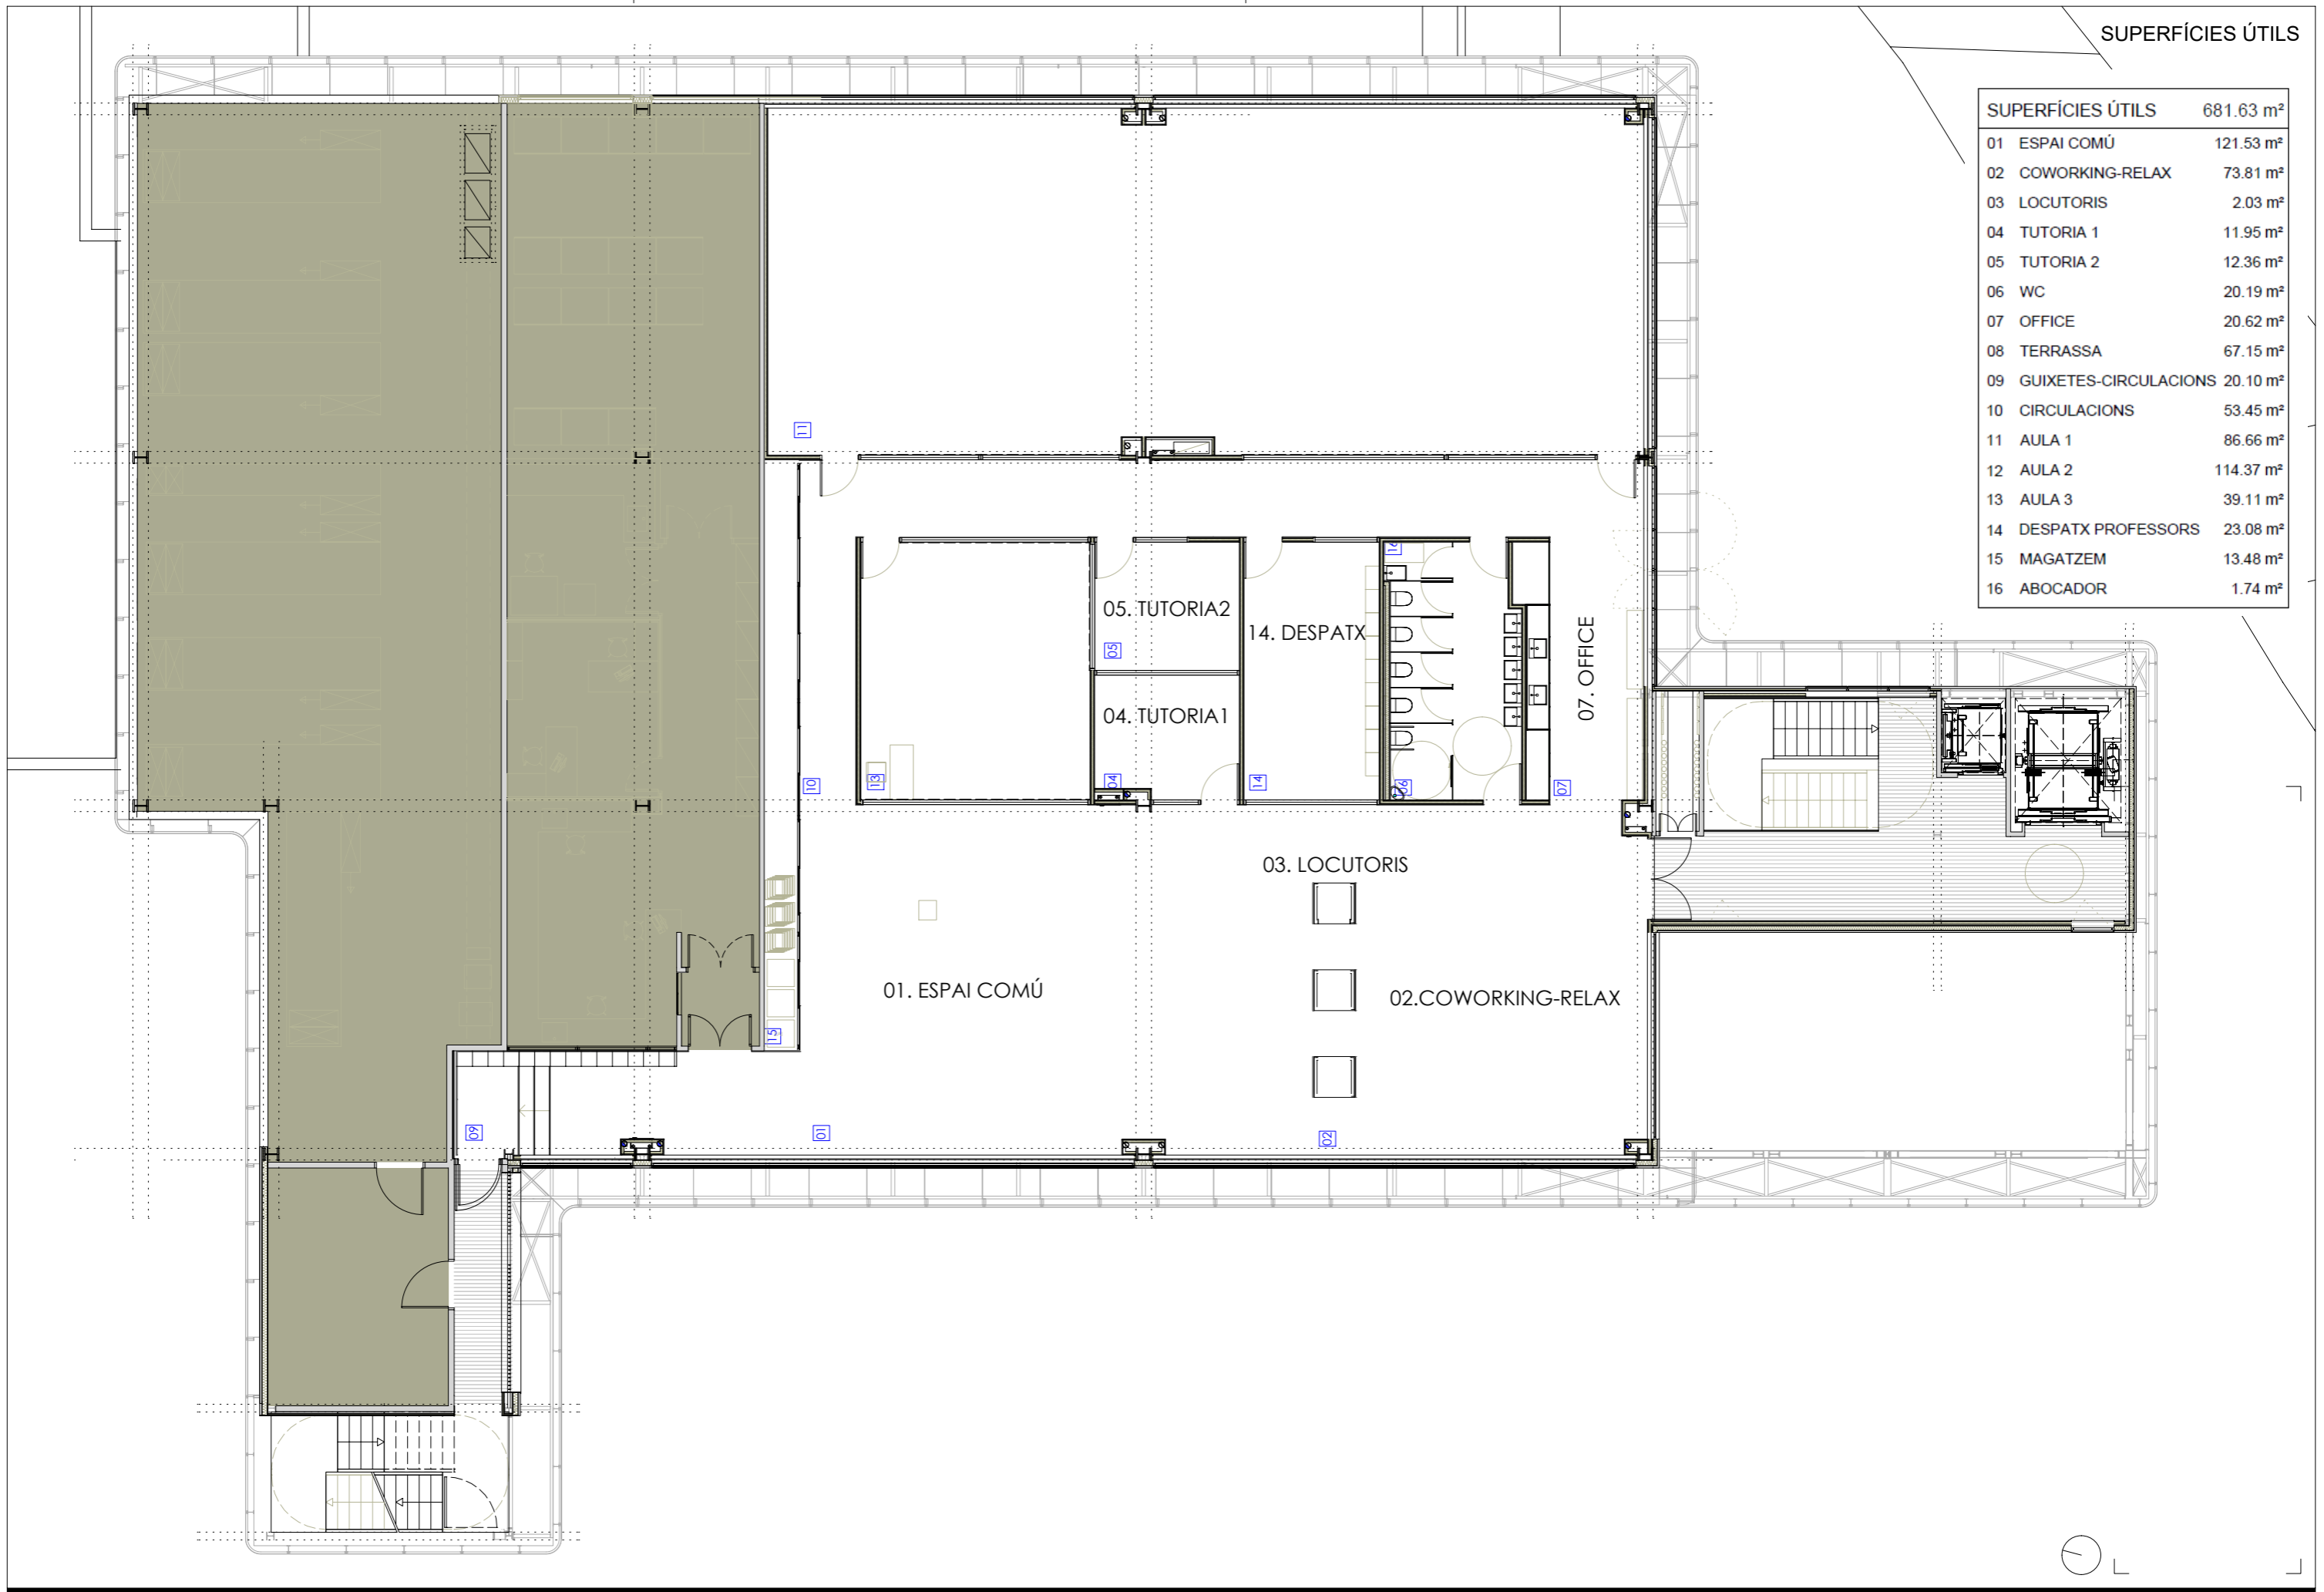 SUPERFÍCIES ÚTILS
SUPERFÍCIES ÚTILS 681.63 m²
01 ESPAI COMÚ 121.53 m²
02 COWORKING-RELAX 73.81 m²
03 LOCUTORIS 2.03 m²
04 TUTORIA 1 11.95 m²
05 TUTORIA 2 12.36 m²
06 WC 20.19 m²
07 OFFICE 20.62 m²
08 TERRASSA 67.15 m²
09 GUIXETES-CIRCULACIONS 20.10 m²
10 CIRCULACIONS 53.45 m²
11 AULA 1 86.66 m²
12 AULA 2 114.37 m²
13 AULA 3 39.11 m²
14 DESPATX PROFESSORS 23.08 m²
15 MAGATZEM 13.48 m²
16 ABOCADOR 1.74 m²
11
16
05. TUTORIA2
14. DESPATX
05
07. OFFICE
04. TUTORIA1
13
04
14
06
07
10
03. LOCUTORIS
01. ESPAI COMÚ
02.COWORKING-RELAX
15
09
01
02